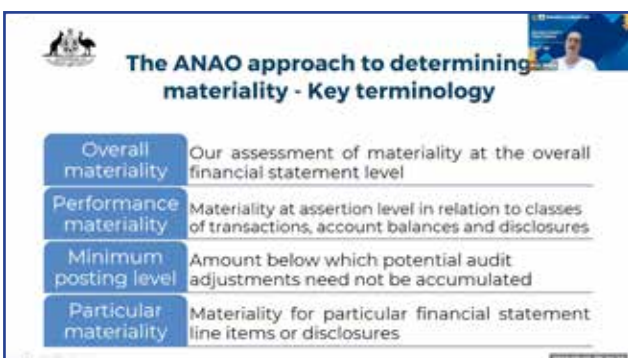 The ANAO approach to determining
materiality - Key terminology
Overall
materiality
Our assessment of materiality at the overall
financial statement level
Performance
materiality
Materiality at assertion level in relation to classes
of transactions, account balances and disclosures
Minimum
posting level
Amount below which potential audit
adjustments need not be accumulated
Particular
materiality
Materiality for particular financial statement
line items or disclosures